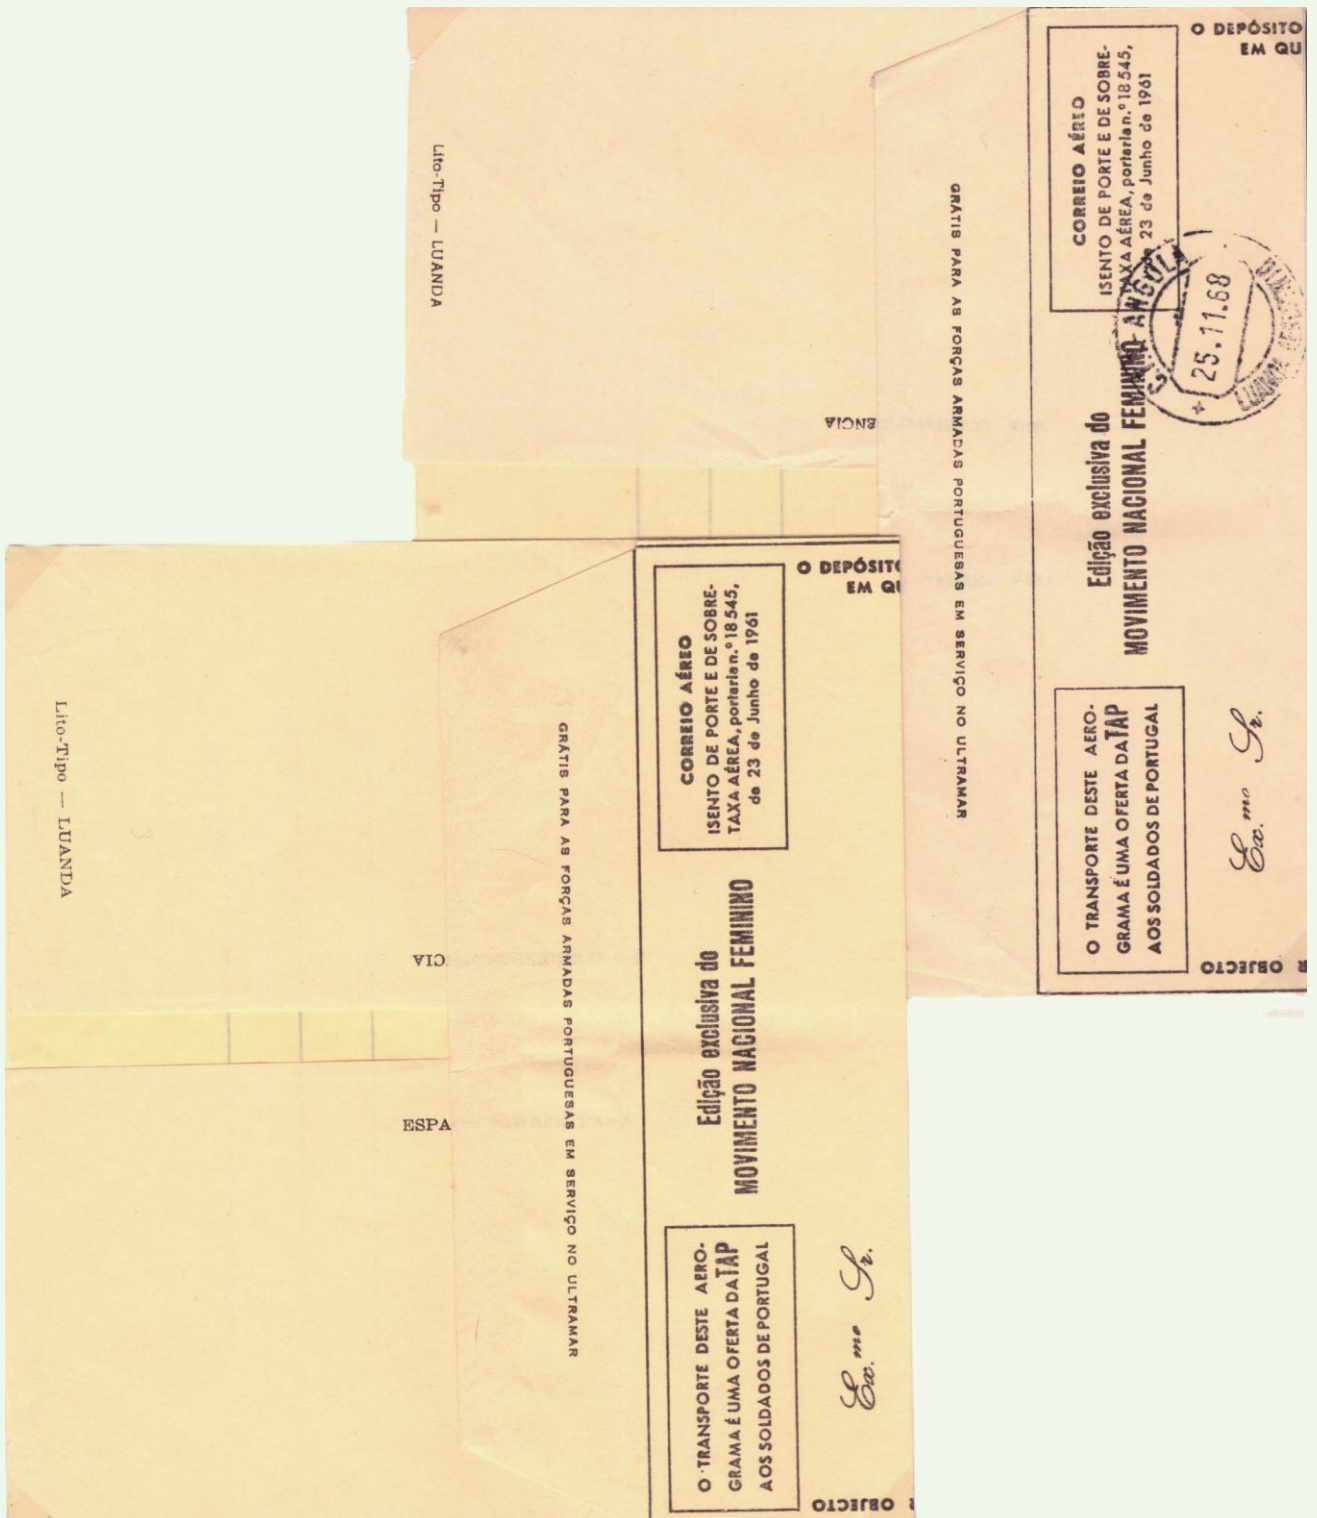 Lito-Tipo — LUANDA
ÊNCIA
GRÁTIS PARA AS FORÇAS ARMADAS PORTUGUESAS EM SERVIÇO NO ULTRAMAR
O DEPÓSITO
EM QU
CORREIO AÉREO
ISENTO DE PORTE E DE SOBRE-
TAXA AÉREA, portaria n.º 18 545,
de 23 de Junho de 1961
ANGOLA
25.11.68
LUANDA
Edição exclusiva do
MOVIMENTO NACIONAL FEMININO
O TRANSPORTE DESTE AERO-
GRAMA É UMA OFERTA DA TAP
AOS SOLDADOS DE PORTUGAL
Ex.mo Sr.
R OBJECTO
Lito-Tipo — LUANDA
CIA
ESPA
GRÁTIS PARA AS FORÇAS ARMADAS PORTUGUESAS EM SERVIÇO NO ULTRAMAR
O DEPÓSITO
EM QU
CORREIO AÉREO
ISENTO DE PORTE E DE SOBRE-
TAXA AÉREA, portaria n.º 18 545,
de 23 de Junho de 1961
Edição exclusiva do
MOVIMENTO NACIONAL FEMININO
O TRANSPORTE DESTE AERO-
GRAMA É UMA OFERTA DA TAP
AOS SOLDADOS DE PORTUGAL
Ex.mo Sr.
R OBJECTO